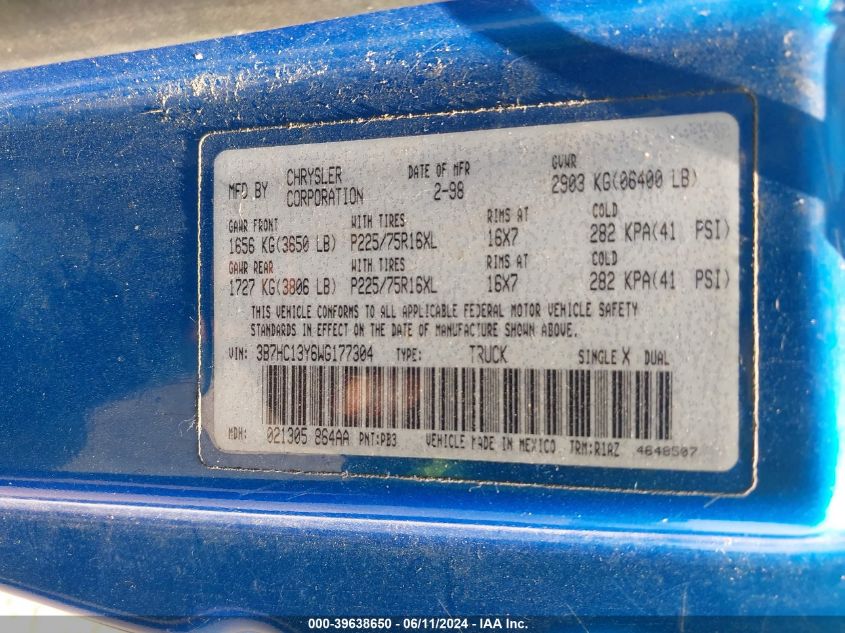 MFD BY CHRYSLER CORPORATION DATE OF MFR 2-98 GVWR 2903 KG(06400 LB)
GAWR FRONT WITH TIRES RIMS AT COLD
1656 KG(3650 LB) P225/75R16XL 16X7 282 KPA(41 PSI)
GAWR REAR WITH TIRES RIMS AT COLD
1727 KG(3806 LB) P225/75R16XL 16X7 282 KPA(41 PSI)
THIS VEHICLE CONFORMS TO ALL APPLICABLE FEDERAL MOTOR VEHICLE SAFETY
STANDARDS IN EFFECT ON THE DATE OF MANUFACTURE SHOWN ABOVE.
VIN: 3B7HC13Y6WG177304 TYPE: TRUCK SINGLE X DUAL
MDH: 021305 864AA PNT:PB3 VEHICLE MADE IN MEXICO TRM:R1AZ 4648507
000-39638650 - 06/11/2024 - IAA Inc.